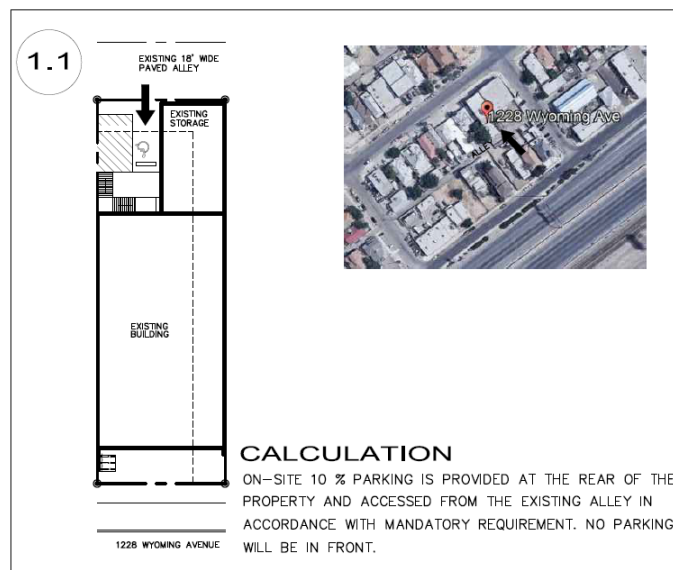 1.1
EXISTING 18' WIDE
PAVED ALLEY
EXISTING
STORAGE
1228 Wyoming Ave
ALLEY
EXISTING
BUILDING
CALCULATION
ON-SITE 10 % PARKING IS PROVIDED AT THE REAR OF THE
PROPERTY AND ACCESSED FROM THE EXISTING ALLEY IN
ACCORDANCE WITH MANDATORY REQUIREMENT. NO PARKING
WILL BE IN FRONT.
1228 WYOMING AVENUE